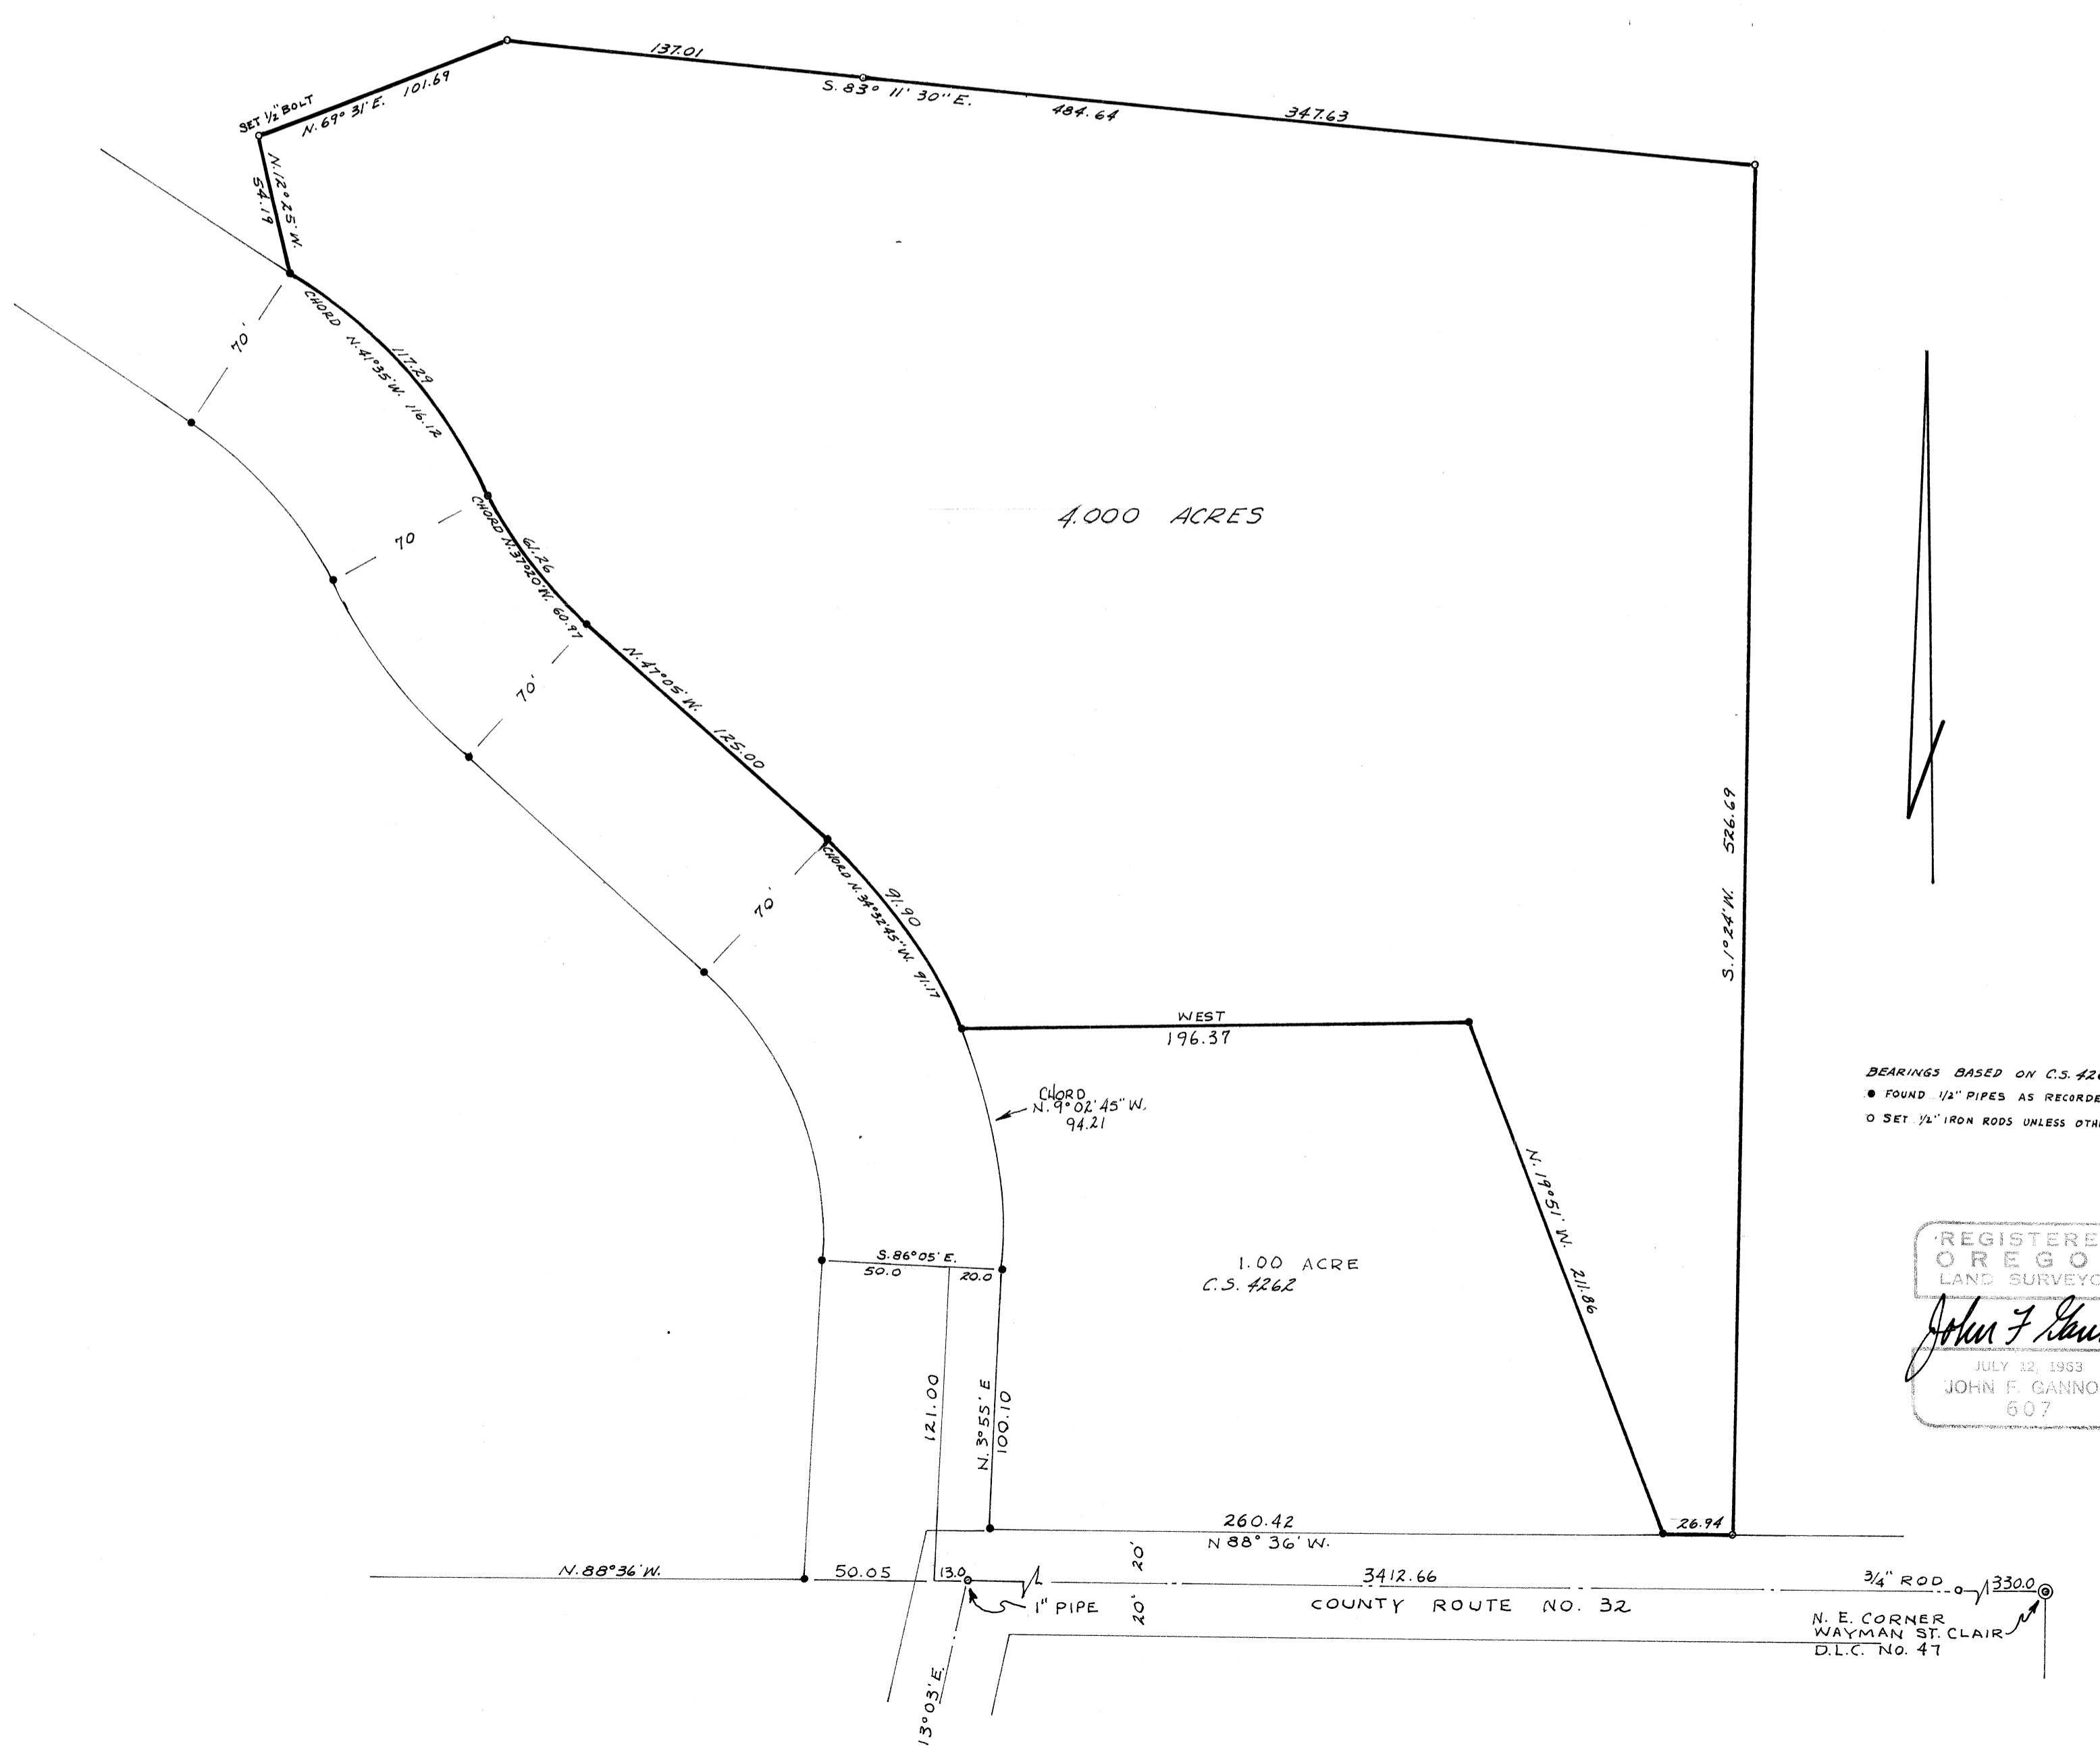 137.01
S. 83° 11' 30" E.
484.64
347.63
SET 1/2" BOLT
N. 69° 31' E. 101.69
N. 12° 25' W.
54.19
CHORD N. 41° 35' W. 116.12
117.29
70'
CHORD N. 37° 20' W. 60.97
61.26
70
N. 47° 05' W. 125.00
70'
4.000 ACRES
CHORD N. 34° 32' 45" W. 91.17
91.90
70'
S. 1° 24' W. 526.69
WEST
196.37
CHORD
N. 9° 02' 45" W.
94.21
N. 19° 51' W. 211.86
BEARINGS BASED ON C.S.
FOUND 1/2" PIPES AS
SET 1/2" IRON RODS UNLESS
S. 86° 05' E.
50.0 20.0
1.00 ACRE
C.S. 4262
121.00
N. 3° 55' E
100.10
OREGO
LAND
John F
JULY 12, 1963
JOHN F. GANNO
607
260.42
N 88° 36' W.
26.94
N. 88° 36' W.
50.05
13.0
20'
20'
3412.66
3/4" ROD
330.0
1" PIPE
COUNTY ROUTE NO. 32
N. E. CORNER
WAYMAN ST. CLAIR
D.L.C. NO. 47
13° 03' E.